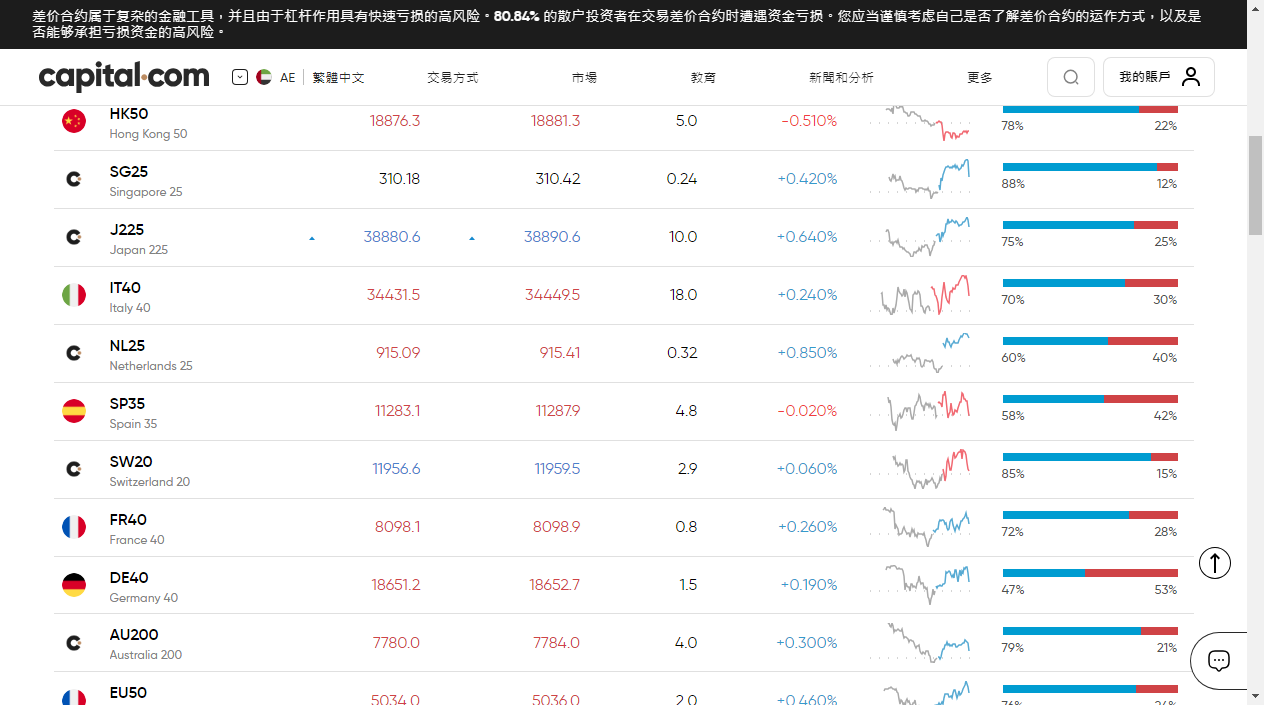 差价合约属于复杂的金融工具，并且由于杠杆作用具有快速亏损的高风险。80.84% 的散户投资者在交易差价合约时遭遇资金亏损。您应当谨慎考虑自己是否了解差价合约的运作方式，以及是
否能够承担亏损资金的高风险。
capital.com AE 繁體中文 交易方式 市場 教育 新聞和分析 更多 我的賬戶
HK50 18876.3 18881.3 5.0 -0.510%
Hong Kong 50 78% 22%
SG25 310.18 310.42 0.24 +0.420%
Singapore 25 88% 12%
J225 38880.6 38890.6 10.0 +0.640%
Japan 225 75% 25%
IT40 34431.5 34449.5 18.0 +0.240%
Italy 40 70% 30%
NL25 915.09 915.41 0.32 +0.850%
Netherlands 25 60% 40%
SP35 11283.1 11287.9 4.8 -0.020%
Spain 35 58% 42%
SW20 11956.6 11959.5 2.9 +0.060%
Switzerland 20 85% 15%
FR40 8098.1 8098.9 0.8 +0.260%
France 40 72% 28%
DE40 18651.2 18652.7 1.5 +0.190%
Germany 40 47% 53%
AU200 7780.0 7784.0 4.0 +0.300%
Australia 200 79% 21%
EU50 5034.0 5036.0 2.0 +0.460%
76% 24%